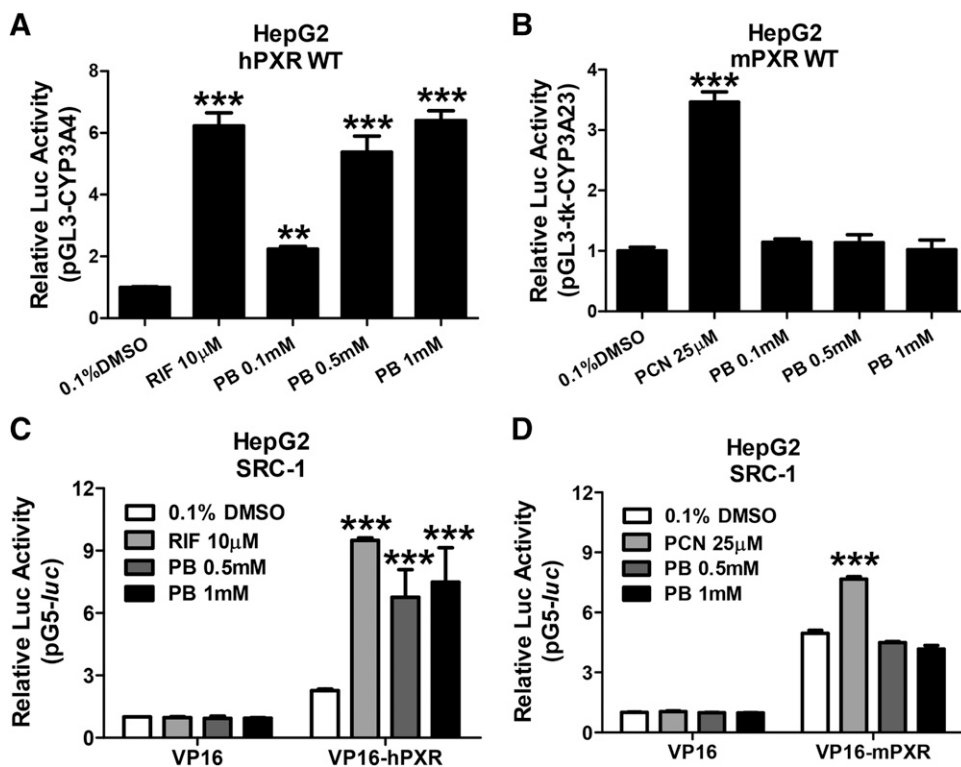 A
HepG2
hPXR WT
Relative Luc Activity
(pGL3-CYP3A4)
8
6
4
2
0
***
**
***
***
0.1%DMSO
RIF 10μM
PB 0.1mM
PB 0.5mM
PB 1mM
B
HepG2
mPXR WT
Relative Luc Activity
(pGL3-tk-CYP3A23)
4
3
2
1
0
***
0.1%DMSO
PCN 25μM
PB 0.1mM
PB 0.5mM
PB 1mM
C
HepG2
SRC-1
Relative Luc Activity
(pG5-luc)
12
9
6
3
0
0.1% DMSO
RIF 10μM
PB 0.5mM
PB 1mM
***
***
***
VP16
VP16-hPXR
D
HepG2
SRC-1
Relative Luc Activity
(pG5-luc)
12
9
6
3
0
0.1% DMSO
PCN 25μM
PB 0.5mM
PB 1mM
***
VP16
VP16-mPXR